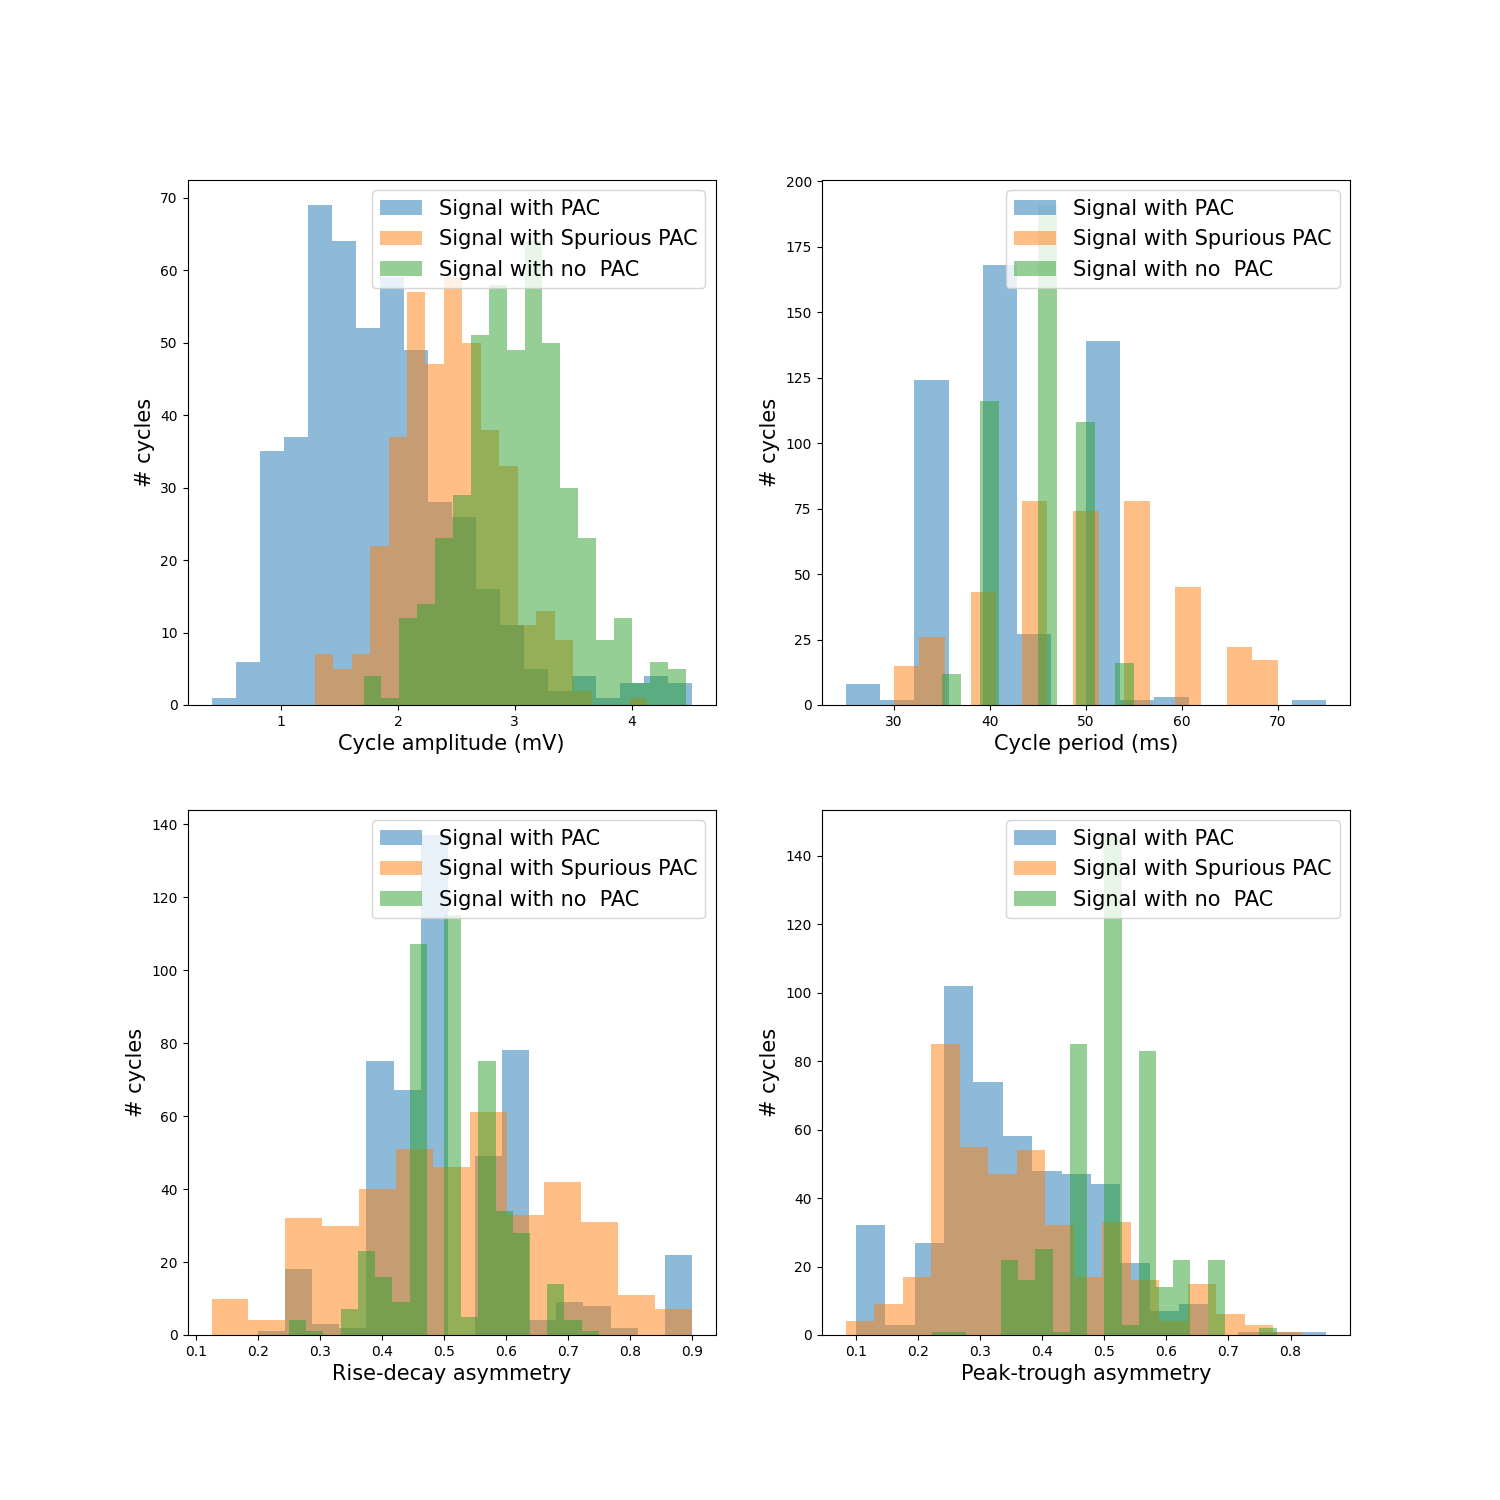 70
60
50
40
30
20
10
0
# cycles
Signal with PAC
Signal with Spurious PAC
Signal with no  PAC
1 2 3 4
Cycle amplitude (mV)
200
175
150
125
100
75
50
25
0
# cycles
Signal with PAC
Signal with Spurious PAC
Signal with no  PAC
30 40 50 60 70
Cycle period (ms)
140
120
100
80
60
40
20
0
# cycles
Signal with PAC
Signal with Spurious PAC
Signal with no  PAC
0.1 0.2 0.3 0.4 0.5 0.6 0.7 0.8 0.9
Rise-decay asymmetry
140
120
100
80
60
40
20
0
# cycles
Signal with PAC
Signal with Spurious PAC
Signal with no  PAC
0.1 0.2 0.3 0.4 0.5 0.6 0.7 0.8
Peak-trough asymmetry